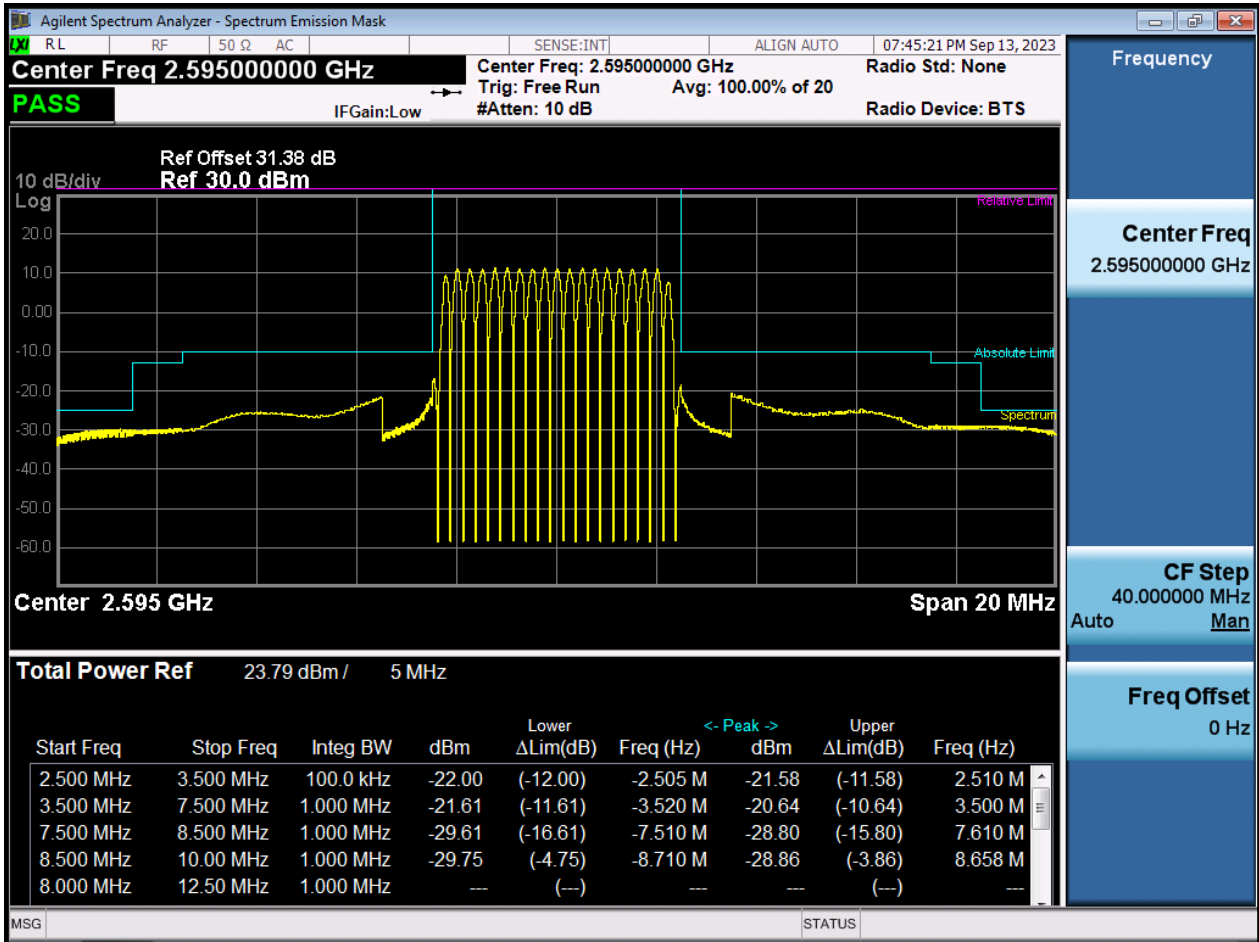 Agilent Spectrum Analyzer - Spectrum Emission Mask
LXI RL RF 50 Ω AC SENSE:INT ALIGN AUTO 07:45:21 PM Sep 13, 2023
Center Freq 2.595000000 GHz
PASS
IFGain:Low
Center Freq: 2.595000000 GHz
Trig: Free Run Avg: 100.00% of 20
#Atten: 10 dB
Radio Std: None
Radio Device: BTS
Frequency
Ref Offset 31.38 dB
10 dB/div Ref 30.0 dBm
Log
Relative Limit
20.0
10.0
0.00
-10.0
Absolute Limit
-20.0
Spectrum
-30.0
-40.0
-50.0
-60.0
Center 2.595 GHz Span 20 MHz
Center Freq
2.595000000 GHz
CF Step
40.000000 MHz
Auto Man
Freq Offset
0 Hz
Total Power Ref 23.79 dBm / 5 MHz
Lower <- Peak -> Upper
Start Freq Stop Freq Integ BW dBm ΔLim(dB) Freq (Hz) dBm ΔLim(dB) Freq (Hz)
2.500 MHz 3.500 MHz 100.0 kHz -22.00 (-12.00) -2.505 M -21.58 (-11.58) 2.510 M
3.500 MHz 7.500 MHz 1.000 MHz -21.61 (-11.61) -3.520 M -20.64 (-10.64) 3.500 M
7.500 MHz 8.500 MHz 1.000 MHz -29.61 (-16.61) -7.510 M -28.80 (-15.80) 7.610 M
8.500 MHz 10.00 MHz 1.000 MHz -29.75 (-4.75) -8.710 M -28.86 (-3.86) 8.658 M
8.000 MHz 12.50 MHz 1.000 MHz --- (---) --- --- (---) ---
MSG STATUS